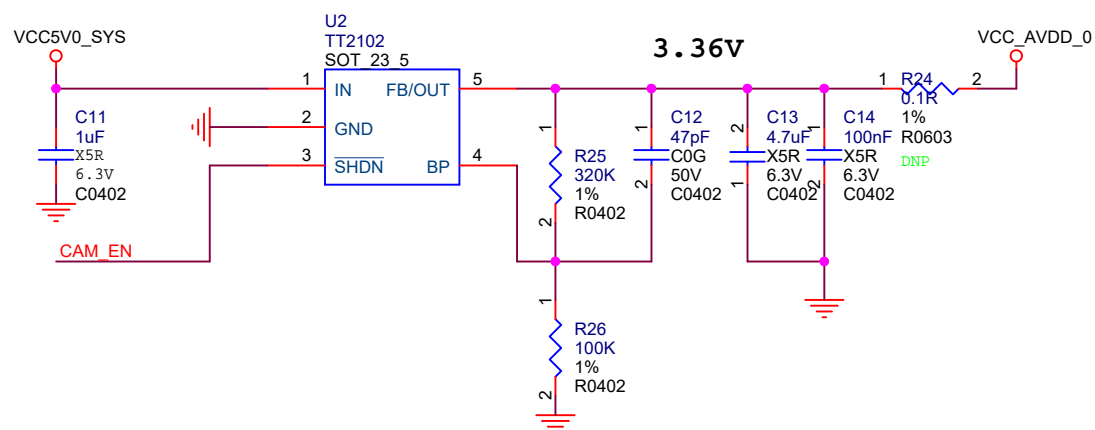 VCC5V0_SYS
U2
TT2102
SOT_23_5
3.36V
VCC_AVDD_0
1
IN
FB/OUT
5
2
GND
3
SHDN
BP
4
C11
1uF
X5R
6.3V
C0402
CAM_EN
1
R25
320K
1%
R0402
2
1
C12
47pF
C0G
50V
C0402
2
2
C13
4.7uF
X5R
6.3V
C0402
1
1
C14
100nF
X5R
6.3V
C0402
2
1
R24
2
0.1R
1%
R0603
DNP
1
R26
100K
1%
R0402
2